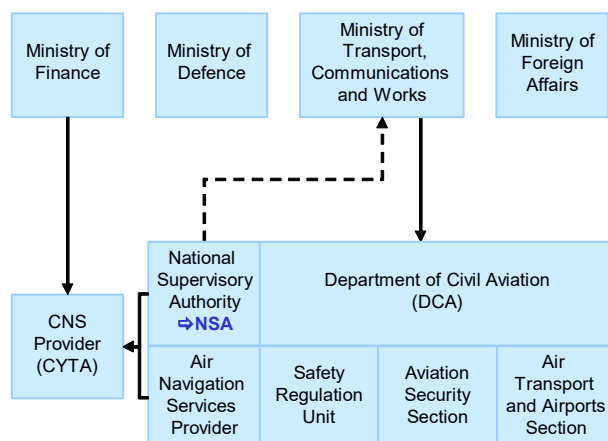 Ministry of
Finance
Ministry of
Defence
Ministry of
Transport,
Communications
and Works
Ministry of
Foreign
Affairs
National
Supervisory
Authority
⇨NSA
Department of Civil Aviation
(DCA)
CNS
Provider
(CYTA)
Air
Navigation
Services
Provider
Safety
Regulation
Unit
Aviation
Security
Section
Air
Transport
and Airports
Section